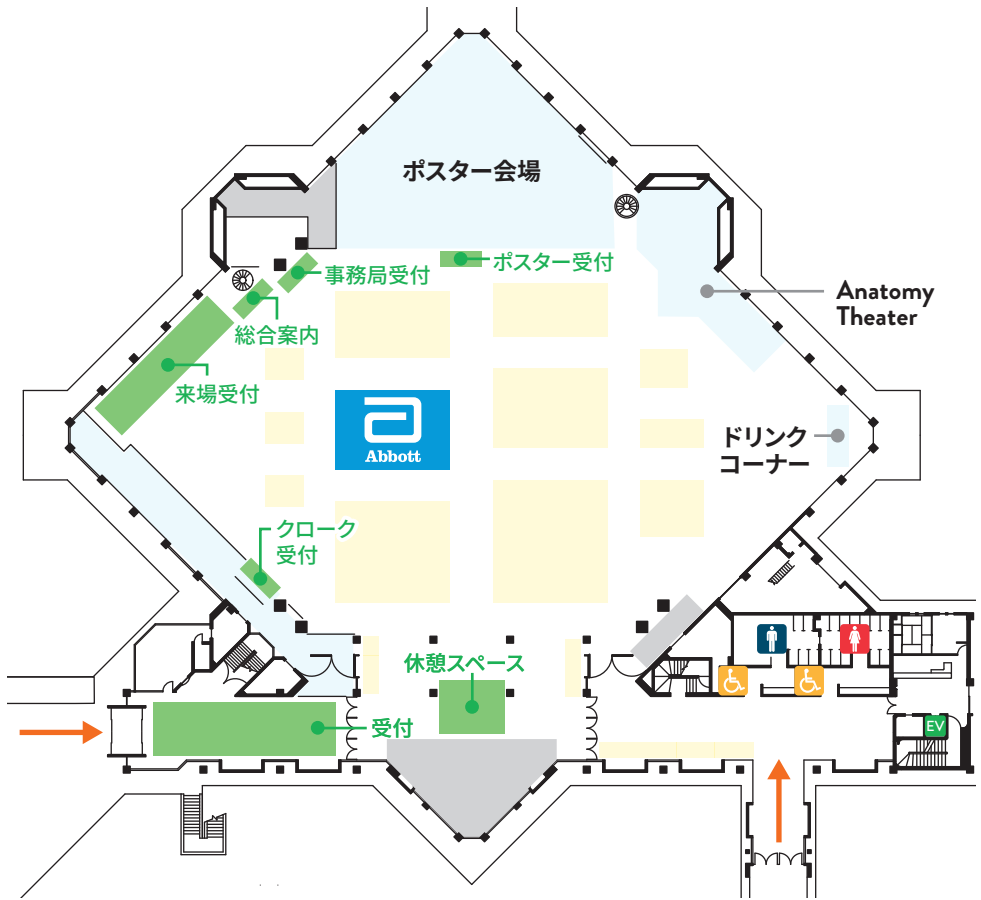 ポスター会場
事務局受付
ポスター受付
総合案内
Anatomy
Theater
来場受付
Abbott
ドリンク
コーナー
クローク
受付
休憩スペース
受付
EV